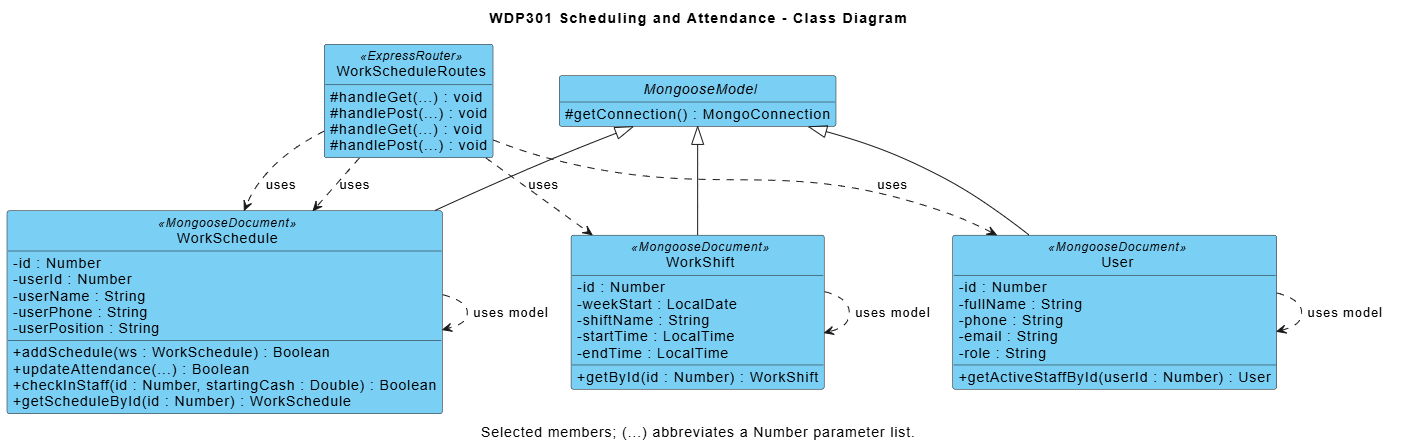 WDP301 Scheduling and Attendance - Class Diagram
«ExpressRouter»
WorkScheduleRoutes
#handleGet(...) : void
#handlePost(...) : void
#handleGet(...) : void
#handlePost(...) : void
MongooseModel
#getConnection() : MongoConnection
uses
uses
uses
uses
«MongooseDocument»
WorkSchedule
-id : Number
-userId : Number
-userName : String
-userPhone : String
-userPosition : String
+addSchedule(ws : WorkSchedule) : Boolean
+updateAttendance(...) : Boolean
+checkInStaff(id : Number, startingCash : Double) : Boolean
+getScheduleById(id : Number) : WorkSchedule
uses model
«MongooseDocument»
WorkShift
-id : Number
-weekStart : LocalDate
-shiftName : String
-startTime : LocalTime
-endTime : LocalTime
+getById(id : Number) : WorkShift
uses model
«MongooseDocument»
User
-id : Number
-fullName : String
-phone : String
-email : String
-role : String
+getActiveStaffById(userId : Number) : User
uses model
Selected members; (...) abbreviates a Number parameter list.